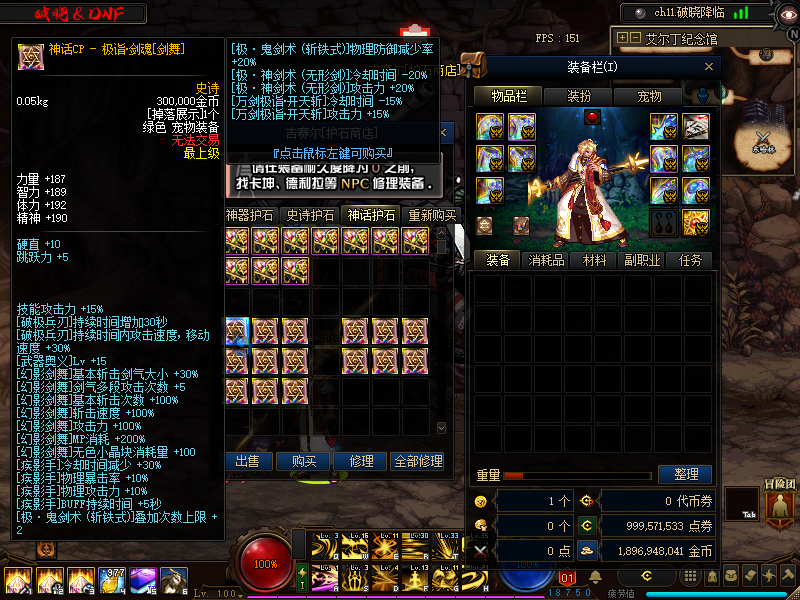 破晓&DNF
ch11.破晓降临
FPS : 151
艾尔丁纪念馆
神话CP - 极诣·剑魂[剑舞]
史诗
0.05kg
300,000金币
[掉落展示]1个
绿色 宠物装备
无法交易
最上级
力量 +187
智力 +189
体力 +192
精神 +190
硬直 +10
跳跃力 +5
技能攻击力 +15%
[破极兵刃]持续时间增加30秒
[破极兵刃]持续时间内攻击速度，移动
速度 +30%
[武器奥义]Lv +15
[幻影剑舞]基本斩击剑气大小 +30%
[幻影剑舞]剑气多段攻击次数 +5
[幻影剑舞]基本斩击次数 +100%
[幻影剑舞]斩击速度 +100%
[幻影剑舞]攻击力 +100%
[幻影剑舞]MP消耗 +200%
[幻影剑舞]无色小晶块消耗量 +100
[疾影手]冷却时间减少 +30%
[疾影手]物理暴击率 +10%
[疾影手]物理攻击力 +10%
[疾影手]BUFF持续时间 +5秒
[极·鬼剑术 (斩铁式)]叠加次数上限 +
2
[极·鬼剑术 (斩铁式)]物理防御减少率
+20%
[极·神剑术 (无形剑)]冷却时间 -20%
[极·神剑术 (无形剑)]攻击力 +20%
[万剑极诣·开天斩]冷却时间 -15%
[万剑极诣·开天斩]攻击力 +15%
吉赛尔[护石商店]
『点击鼠标左键可购买』
请在装备耐久度降为 0 之前，
找卡坤、德利拉等 NPC 修理装备 .
神器护石
史诗护石
神话护石
重新购买
出售
购买
修理
全部修理
装备栏(I)
物品栏
装扮
宠物
装备
消耗品
材料
副职业
任务
重量
整理
1 个
0 代币券
0 个
999,571,533 点券
0 点
1,896,948,041 金币
东哈林
冒险团
Tab
100%
100%
977
Lv. 100
01
18750
疲劳值